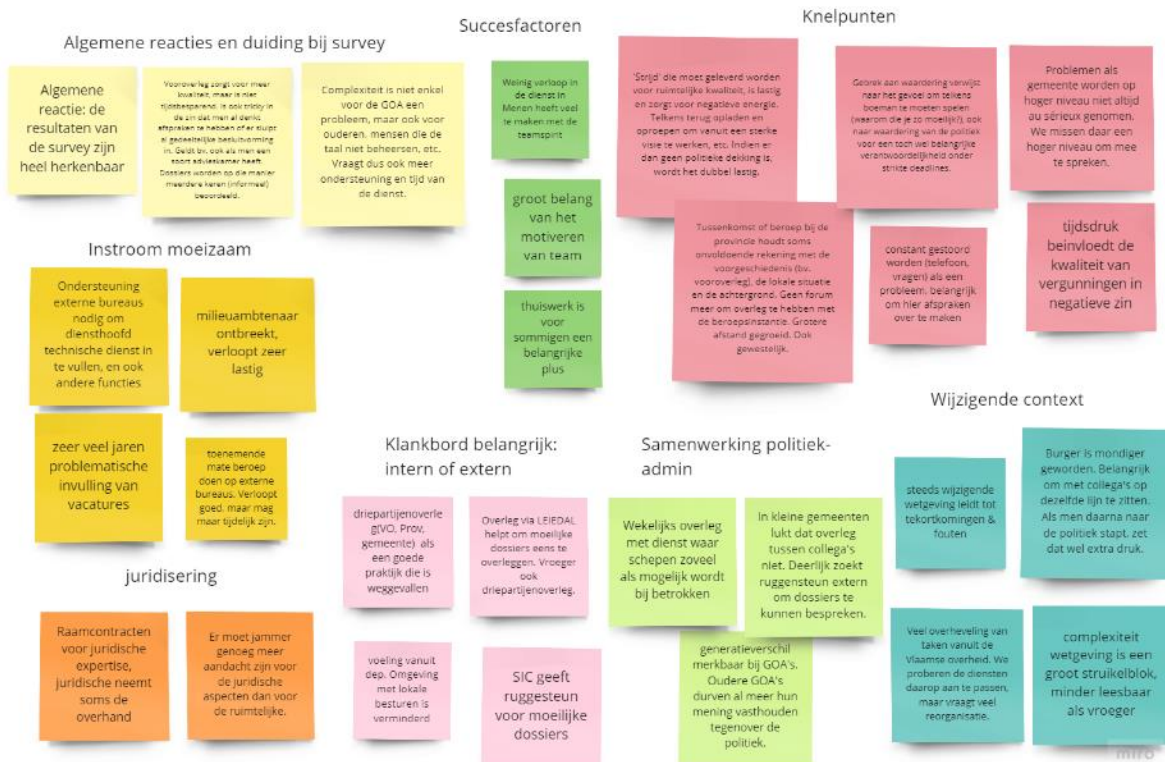 Algemene reacties en duiding bij survey
Algemene
reactie: de
resultaten van
de survey zijn
heel herkenbaar
Vooroverleg zorgt voor meer
kwaliteit, maar is niet
tijdbesparend. Is ook tricky in
de zin dat men al denkt
afspraken te hebben of er sluipt
al gedeeltelijke besluitvorming
in. Geldt bv. ook als men een
soort advieskamer heeft.
Dossiers worden op die manier
meerdere keren (informeel)
beoordeeld.
Complexiteit is niet enkel
voor de GOA een
probleem, maar ook voor
ouderen, mensen die de
taal niet beheersen, etc.
Vraagt dus ook meer
ondersteuning en tijd van
de dienst.
Succesfactoren
Weinig verloop in
de dienst in
Menen heeft veel
te maken met de
teamspint
groot belang
van het
motiveren
van team
thuiswerk is
voor
sommigen een
belangrijke
plus
Knelpunten
'Strijd' die moet geleverd worden
voor ruimtelijke kwaliteit, is lastig
en zorgt voor negatieve energie.
Telkens terug opladen en
oproepen om vanuit een sterke
visie te werken, etc. Indien er
dan geen politieke dekking is,
wordt het dubbel lastig.
Gebrek aan waardering verwijst
naar het gevoel om telkens
boeman te moeten spelen
(waarom die je zo moeilijk?), ook
naar waardering van de politiek
voor een toch wel belangrijke
verantwoordelijkheid onder
strikte deadlines.
Problemen als
gemeente worden op
hoger niveau niet altijd
au sérieux genomen.
We missen daar een
hoger niveau om mee
te spreken.
Tussenkomst of beroep bij de
provincie houdt soms
onvoldoende rekening met de
voorgeschiedenis (bv.
vooroverleg), de lokale situatie
en de achtergrond. Geen forum
meer om overleg te hebben met
de beroepsinstantie. Grotere
afstand gegroeid. Ook
gewestelijk.
constant gestoord
worden (telefoon,
vragen) als een
probleem, belangrijk
om hier afspraken
over te maken
tijdsdruk
beinvloedt de
kwaliteit van
vergunningen in
negatieve zin
Instroom moeizaam
Ondersteuning
externe bureaus
nodig om
diensthoofd
technische dienst in
te vullen, en ook
andere functies
milieuambtenaar
ontbreekt,
verloopt zeer
lastig
zeer veel jaren
problematische
invulling van
vacatures
toenemende
mate beroep
doen op externe
bureaus. Verloopt
goed, maar mag
maar tijdelijk zijn.
juridisering
Raamcontracten
voor juridische
expertise,
juridische neemt
soms de
overhand
Er moet jammer
genoeg meer
aandacht zijn voor
de juridische
aspecten dan voor
de ruimtelijke.
Klankbord belangrijk:
intern of extern
driepartijenoverle
g(VO, Prov,
gemeente) als
een goede
praktijk die is
weggevallen
Overleg via LEIEDAL
helpt om moeilijke
dossiers eens te
overleggen. Vroeger
ook
driepartijenoverleg.
voeling vanuit
dep. Omgeving
met lokale
besturen is
verminderd
SIC geeft
ruggesteun
voor moeilijke
dossiers
Samenwerking politiek-
admin
Wekelijks overleg
met dienst waar
schepen zoveel
als mogelijk wordt
bij betrokken
In kleine gemeenten
lukt dat overleg
tussen collega's
niet. Deerlijk zoekt
ruggensteun extern
om dossiers te
kunnen bespreken.
generatieverschil
merkbaar bij GOA's.
Oudere GOA's
durven al meer hun
mening vasthouden
tegenover de
politiek.
Wijzigende context
steeds wijzigende
wetgeving leidt tot
tekortkomingen &
fouten
Burger is mondiger
geworden. Belangrijk
om met collega's op
dezelfde lijn te zitten.
Als men daarna naar
de politiek stapt, zet
dat wel extra druk.
Veel overheveling van
taken vanuit de
Vlaamse overheid. We
proberen de diensten
daarop aan te passen,
maar vraagt veel
reorganisatie.
complexiteit
wetgeving is een
groot struikelblok,
minder leesbaar
als vroeger
miro